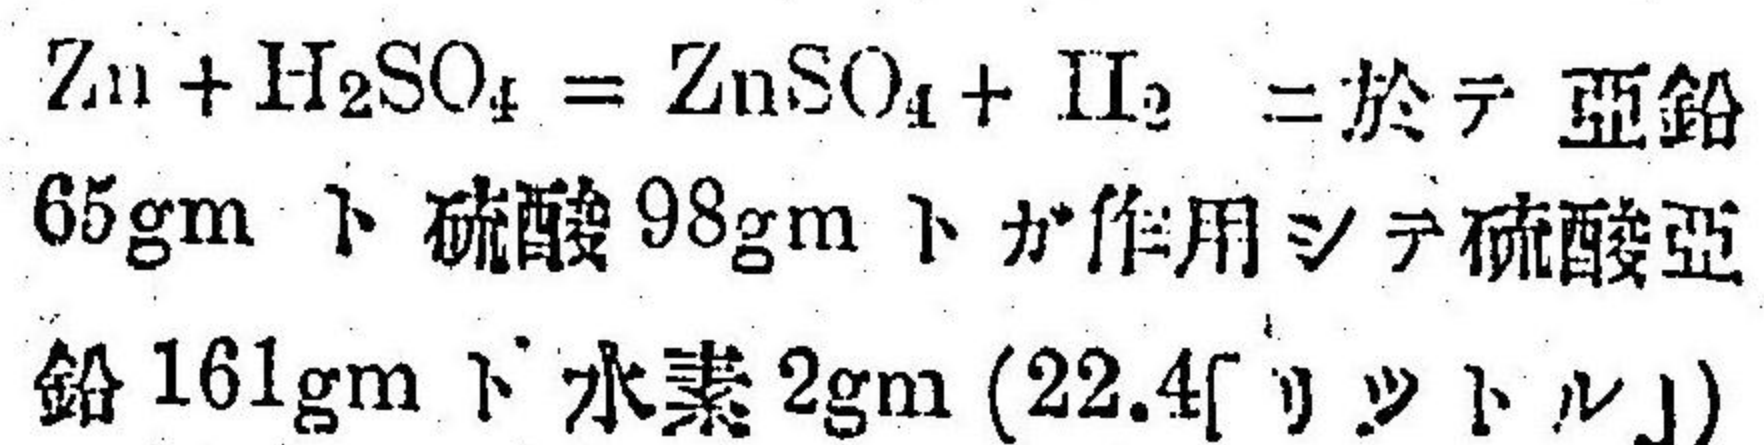 Zn + H₂SO₄ = ZnSO₄ + H₂ ニ於テ 亞鉛
65gm ト 硫酸 98gm ト ガ作用シテ硫酸亞
鉛 161gm ト 水素 2gm (22.4「リットル」)